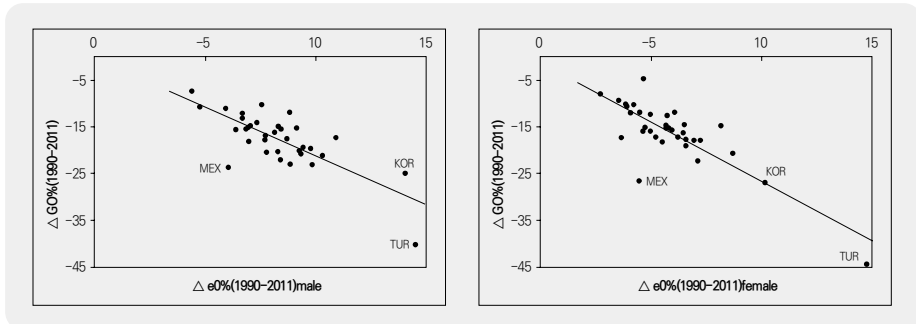 0 -5 10 15
-5
-15
-25
-35
-45
MEX
KOR
TUR
△ GO%(1990-2011)
△ e0%(1990-2011)male
0 -5 10 15
-5
-15
-25
-35
-45
MEX
KOR
TUR
△ GO%(1990-2011)
△ e0%(1990-2011)female